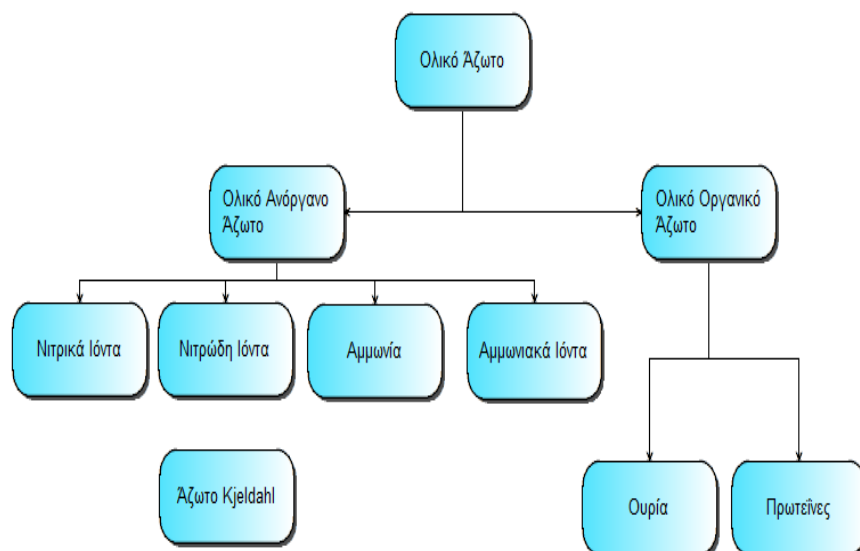 Ολικό Άζωτο
Ολικό Ανόργανο
Άζωτο
Ολικό Οργανικό
Άζωτο
Νιτρικά Ιόντα
Νιτρώδη Ιόντα
Αμμωνία
Αμμωνιακά Ιόντα
Άζωτο Kjeldahl
Ουρία
Πρωτεΐνες